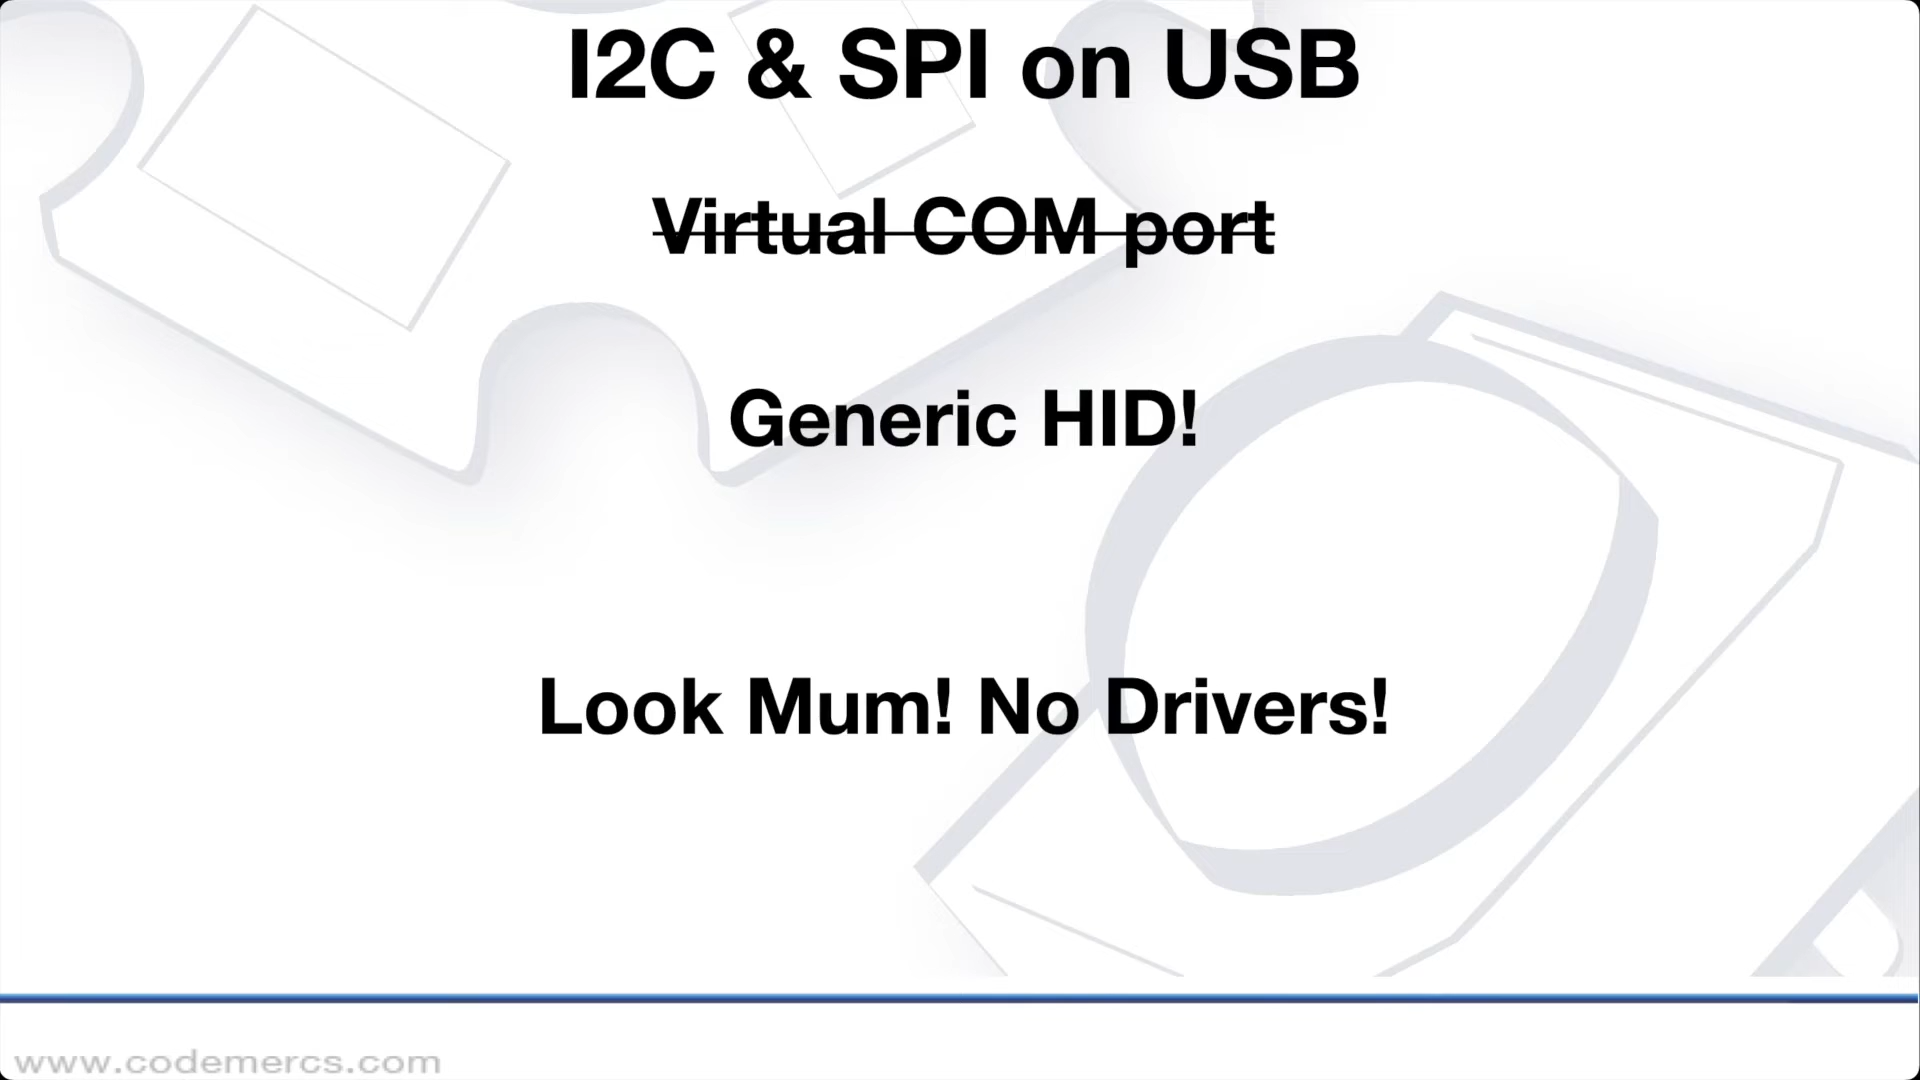 I2C & SPI on USB
Virtual COM port
Generic HID!
Look Mum! No Drivers!
www.codemercs.com